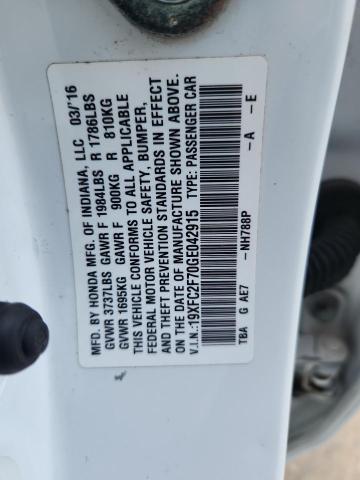 MFD. BY HONDA MFG. OF INDIANA, LLC 03/'16
GVWR 3737LBS GAWR F 1984LBS R 1786LBS
GVWR 1695KG GAWR F 900KG R 810KG
THIS VEHICLE CONFORMS TO ALL APPLICABLE
FEDERAL MOTOR VEHICLE SAFETY, BUMPER,
AND THEFT PREVENTION STANDARDS IN EFFECT
ON THE DATE OF MANUFACTURE SHOWN ABOVE.
V.I.N.:19XFC2F70GE042915 TYPE: PASSENGER CAR
TBA G AE7 -NH788P -A -E